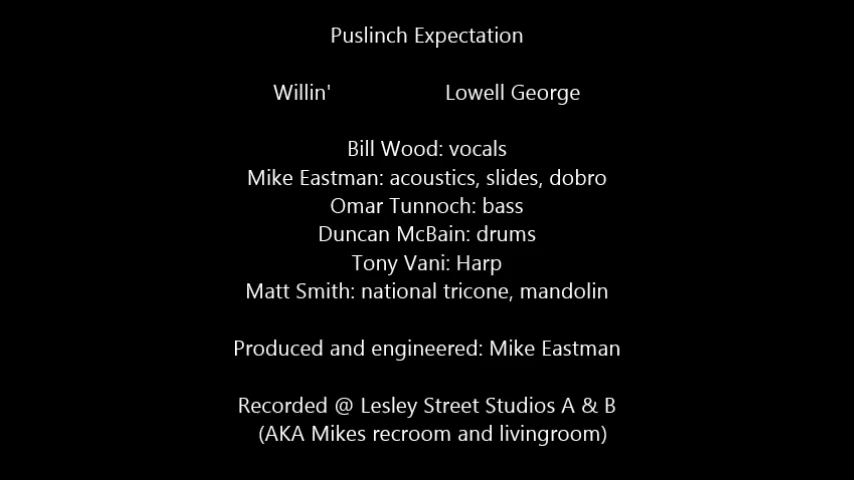 Puslinch Expectation
Willin' Lowell George
Bill Wood: vocals
Mike Eastman: acoustics, slides, dobro
Omar Tunnoch: bass
Duncan McBain: drums
Tony Vani: Harp
Matt Smith: national tricone, mandolin
Produced and engineered: Mike Eastman
Recorded @ Lesley Street Studios A & B
(AKA Mikes recroom and livingroom)